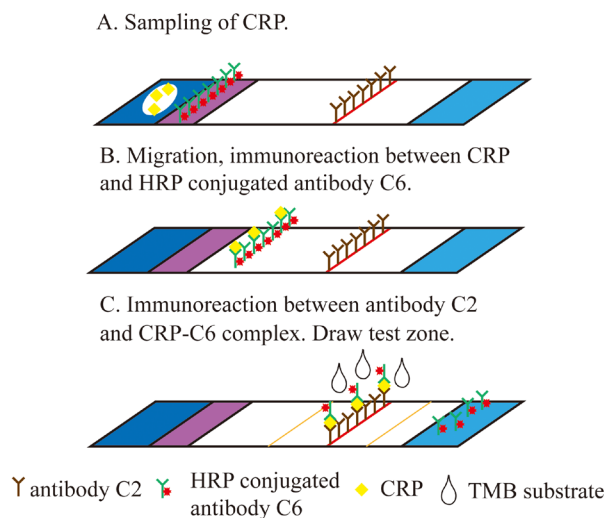 A. Sampling of CRP.
B. Migration, immunoreaction between CRP
and HRP conjugated antibody C6.
C. Immunoreaction between antibody C2
and CRP-C6 complex. Draw test zone.
antibody C2
HRP conjugated
antibody C6
CRP
TMB substrate